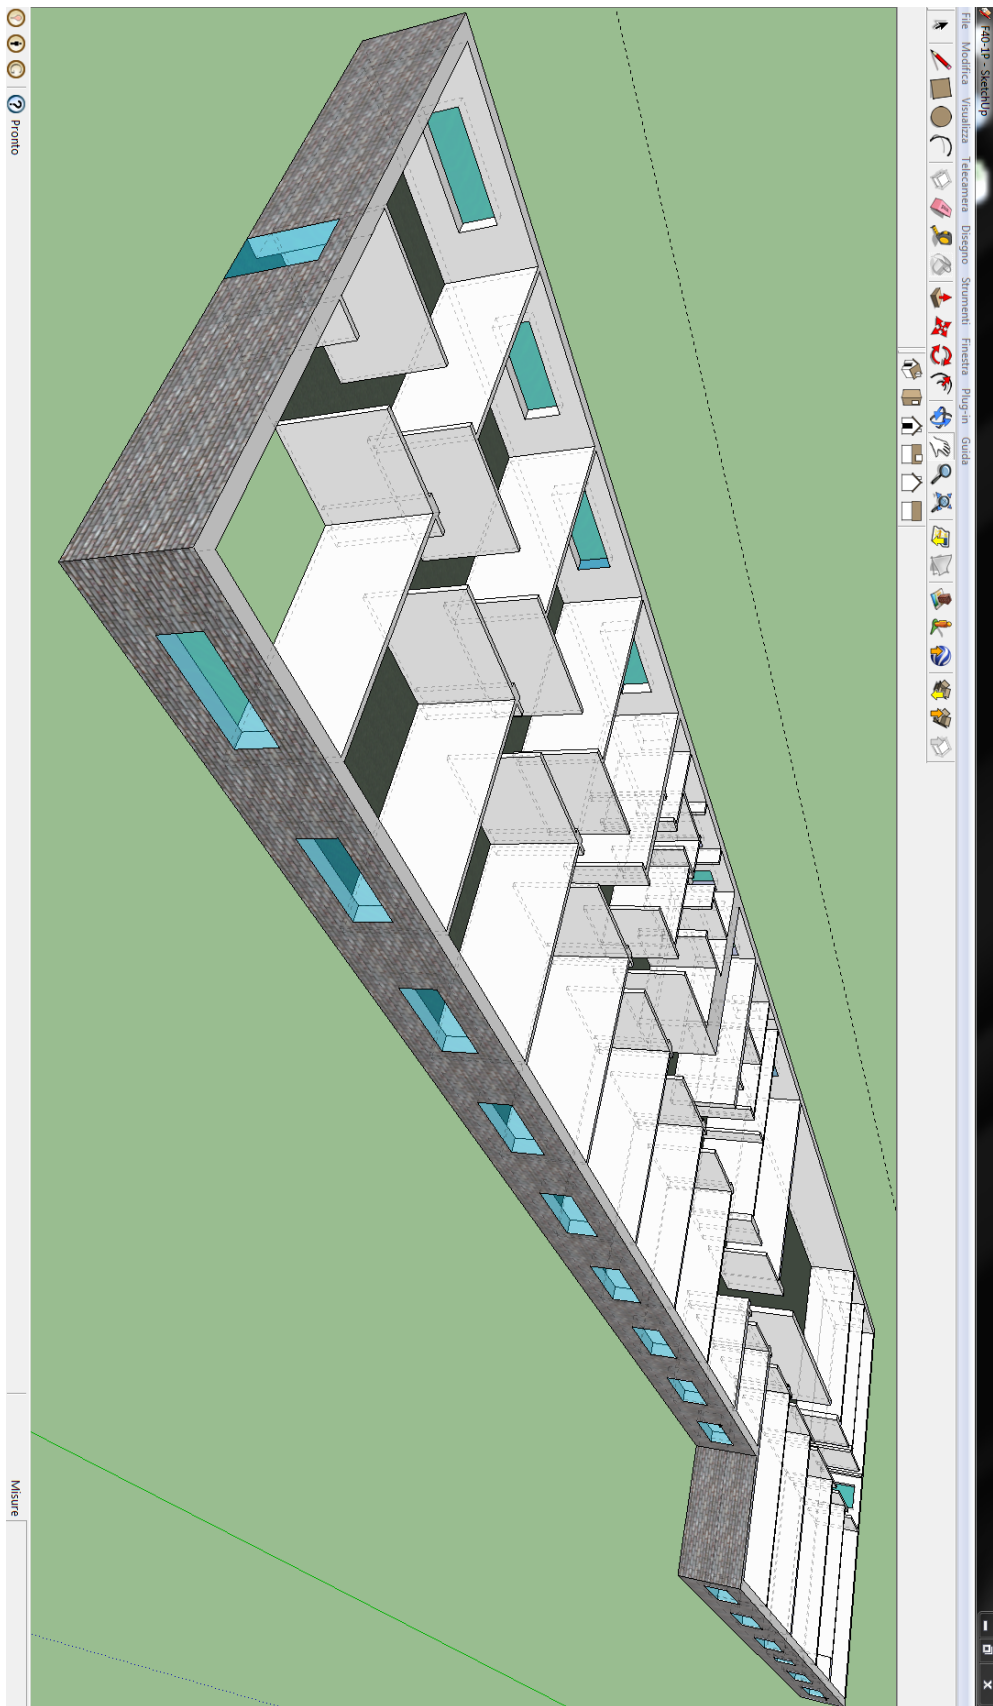 F40-1P - SketchUp
File Modifica Visualizza Telecamera Disegno Strumenti Finestra Plug-in Guida
Pronto
Misure